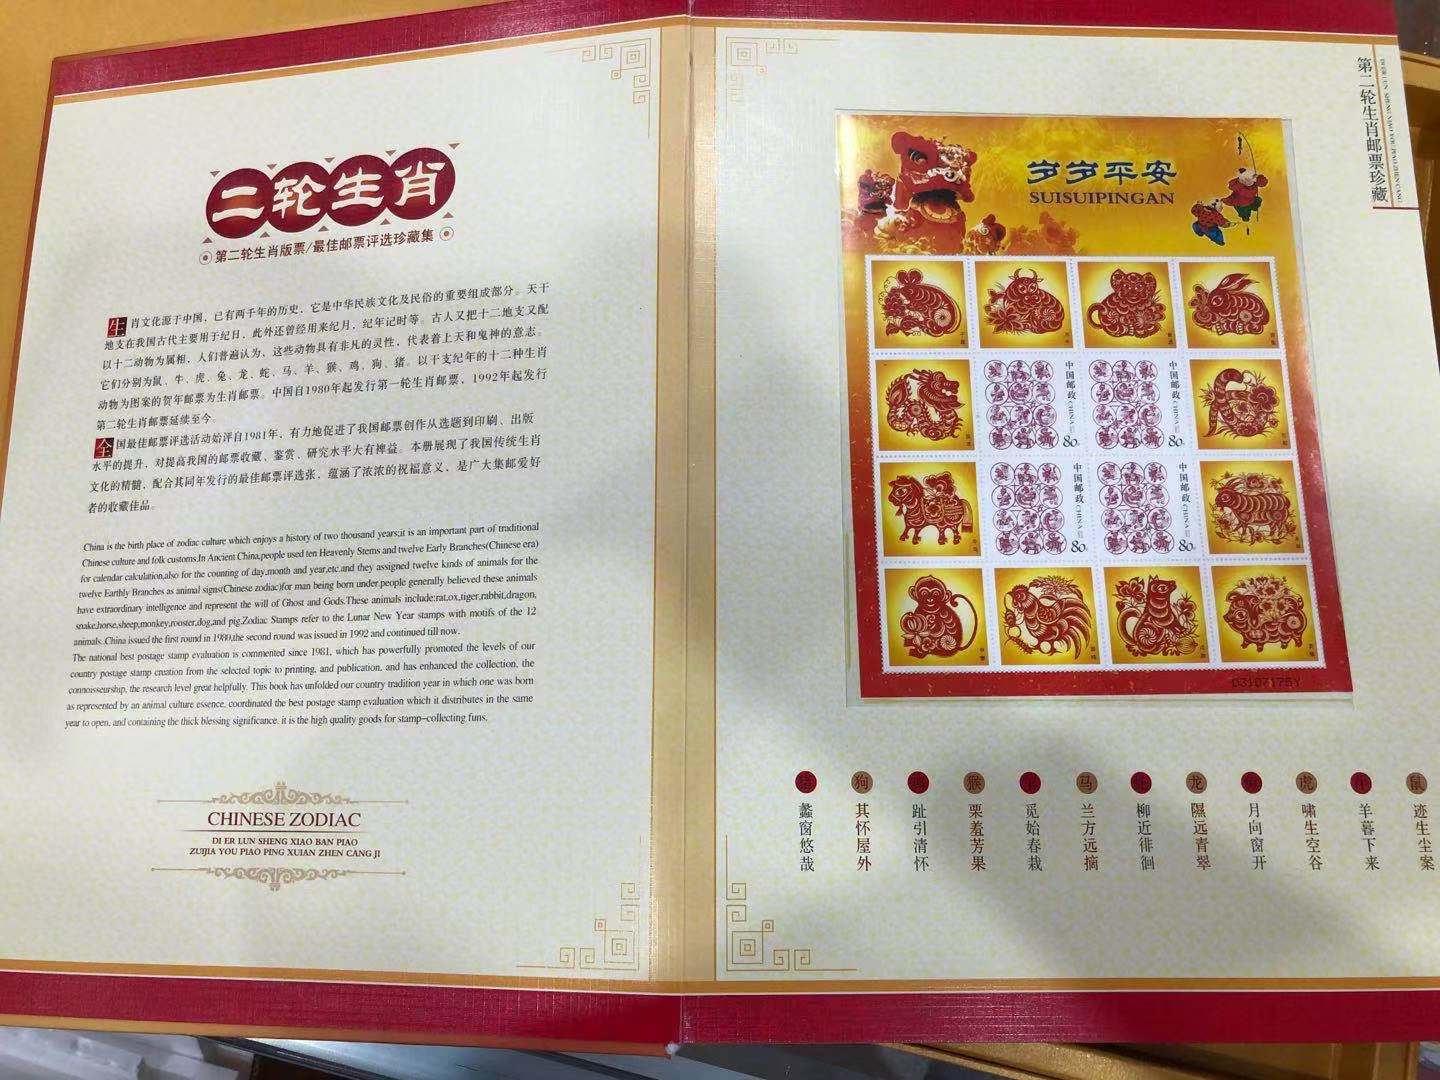 二轮生肖
第二轮生肖版票/最佳邮票评选珍藏集
生肖文化源于中国，已有两千年的历史，它是中华民族文化及民俗的重要组成部分。天干
地支在我国古代主要用于纪日，此外还曾经用来纪月，纪年记时等。古人又把十二地支又配
以十二动物为属相，人们普遍认为，这些动物具有非凡的灵性，代表着上天和鬼神的意志。
它们分别为鼠、牛、虎、兔、龙、蛇、马、羊、猴、鸡、狗、猪。以干支纪年的十二种生肖
动物为图案的贺年邮票为生肖邮票。中国自1980年起发行第一轮生肖邮票，1992年起发行
第二轮生肖邮票延续至今。
全国最佳邮票评选活动始评自1981年，有力地促进了我国邮票创作从选题到印刷、出版
水平的提升，对提高我国的邮票收藏、鉴赏、研究水平大有裨益。本册展现了我国传统生肖
文化的精髓，配合其同年发行的最佳邮票评选张，蕴涵了浓浓的祝福意义，是广大集邮爱好
者的收藏佳品。
China is the birth place of zodiac culture which enjoys a history of two thousand years;it is an important part of traditional
Chinese culture and folk customs.In Ancient China,people used ten Heavenly Stems and twelve Early Branches(Chinese era)
for calendar calculation,also for the counting of day,month and year,etc.and they assigned twelve kinds of animals for the
twelve Earthly Branches as animal signs(Chinese zodiac)for man being born under.people generally believed these animals
have extraordinary intelligence and represent the will of Ghost and Gods.These animals include:rat,ox,tiger,rabbit,dragon,
snake,horse,sheep,monkey,rooster,dog,and pig.Zodiac Stamps refer to the Lunar New Year stamps with motifs of the 12
animals .China issued the first round in 1980,the second round was issued in 1992 and continued till now.
The national best postage stamp evaluation is commented since 1981, which has powerfully promoted the levels of our
country postage stamp creation from the selected topic to printing, and publication, and has enhanced the collection, the
connoisseurship, the research level great helpfully. This book has unfolded our country tradition year in which one was born
as represented by an animal culture essence, coordinated the best postage stamp evaluation which it distributes in the same
year to open, and containing the thick blessing significance, it is the high quality goods for stamp-collecting funs.
CHINESE ZODIAC
DI ER LUN SHENG XIAO BAN PIAO
ZUIJIA YOU PIAO PING XUIAN ZHEN CANG JI
第二轮生肖邮票珍藏
岁岁平安
SUISUIPINGAN
中国邮政 CHINA
80分
中国邮政 CHINA
80分
中国邮政 CHINA
80分
中国邮政 CHINA
80分
03107175Y
鼠 迹生尘案
羊暮下来
虎 啸生空谷
月向窗开
龙 隰远青翠
柳近徘徊
马 兰方远摘
觅始春栽
猴 栗羞芳果
趾引清怀
狗 其怀屋外
蠡窗悠哉